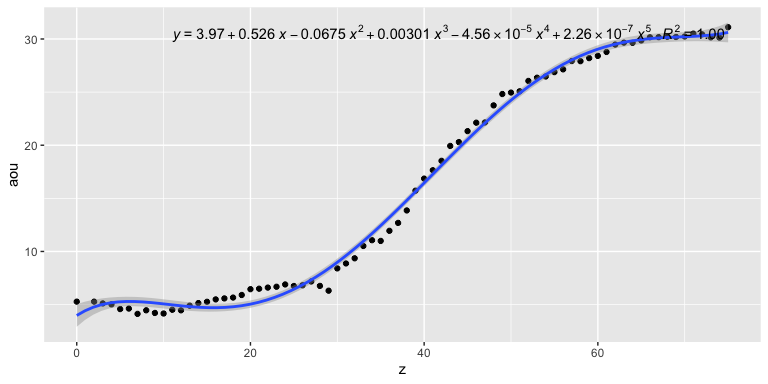 y = 3.97 + 0.526 x − 0.0675 x² + 0.00301 x³ − 4.56 × 10⁻⁵ x⁴ + 2.26 × 10⁻⁷ x⁵ R² = 1.00
30
20
10
aou
0 20 40 60
z